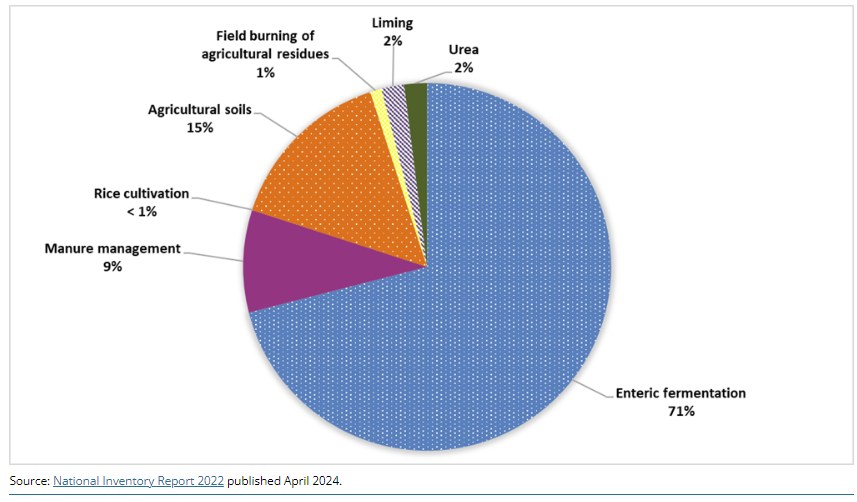 Liming
2%
Field burning of
agricultural residues
1%
Urea
2%
Agricultural soils
15%
Rice cultivation
< 1%
Manure management
9%
Enteric fermentation
71%
Source: National Inventory Report 2022 published April 2024.